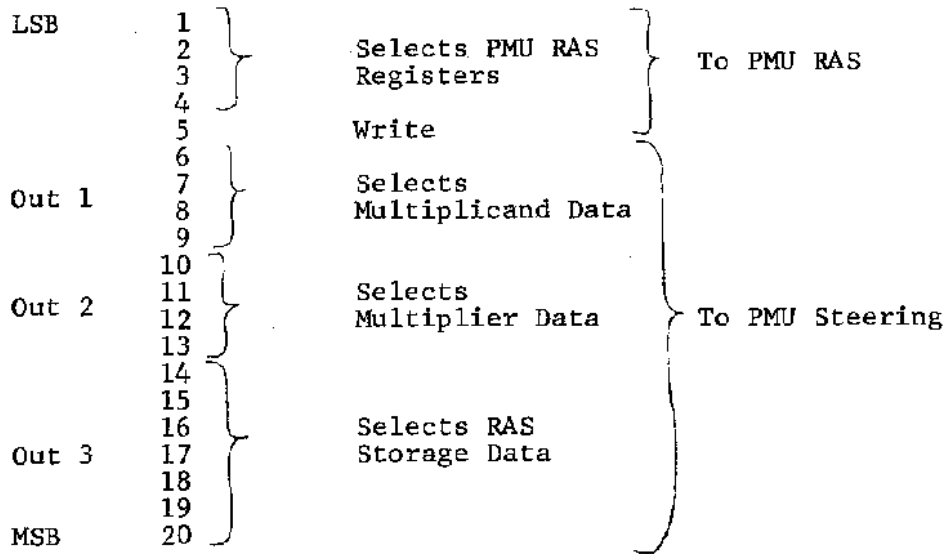 LSB 1
2 Selects PMU RAS
3 Registers To PMU RAS
4
5 Write
6
7 Selects
Out 1 8 Multiplicand Data
9
10
11 Selects
Out 2 12 Multiplier Data To PMU Steering
13
14
15
16 Selects RAS
Out 3 17 Storage Data
18
19
MSB 20